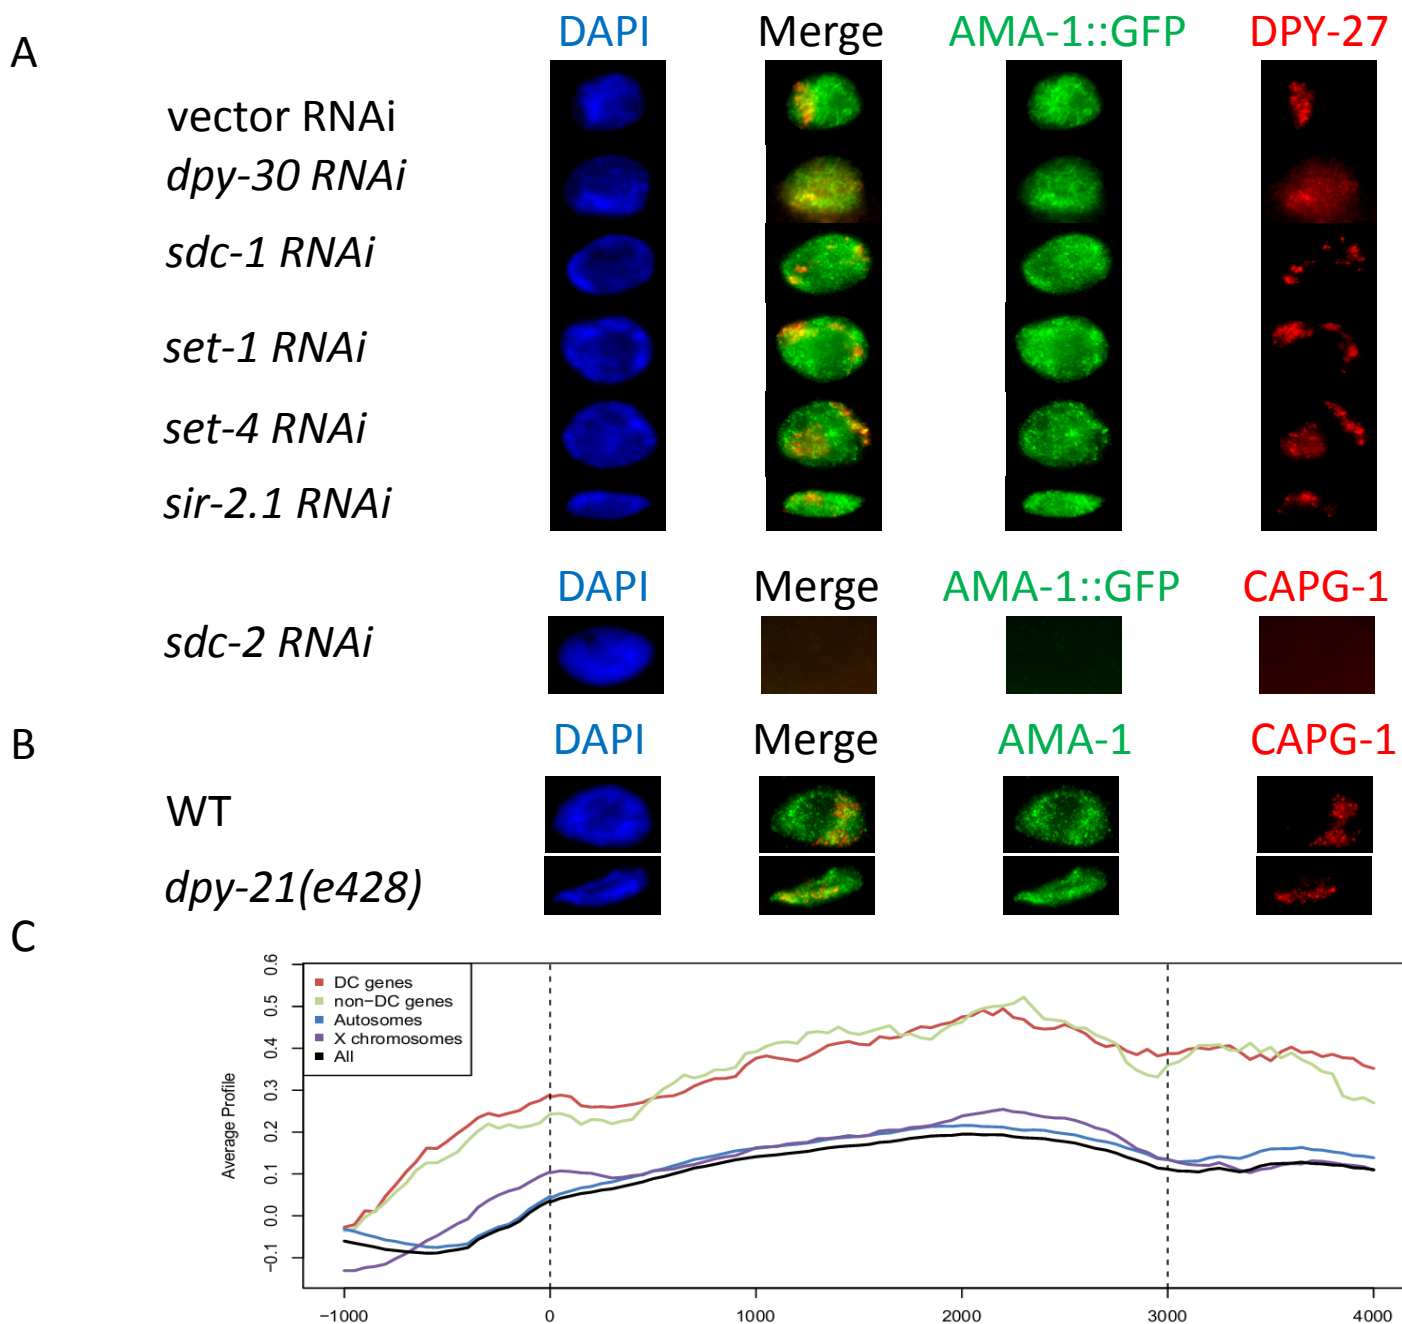 A
DAPI Merge AMA-1::GFP DPY-27
vector RNAi
dpy-30 RNAi
sdc-1 RNAi
set-1 RNAi
set-4 RNAi
sir-2.1 RNAi
DAPI Merge AMA-1::GFP CAPG-1
sdc-2 RNAi
B
DAPI Merge AMA-1 CAPG-1
WT
dpy-21(e428)
C
DC genes
non-DC genes
Autosomes
X chromosomes
All
Average Profile
0.6
0.5
0.4
0.3
0.2
0.1
0.0
−0.1
−1000 0 1000 2000 3000 4000